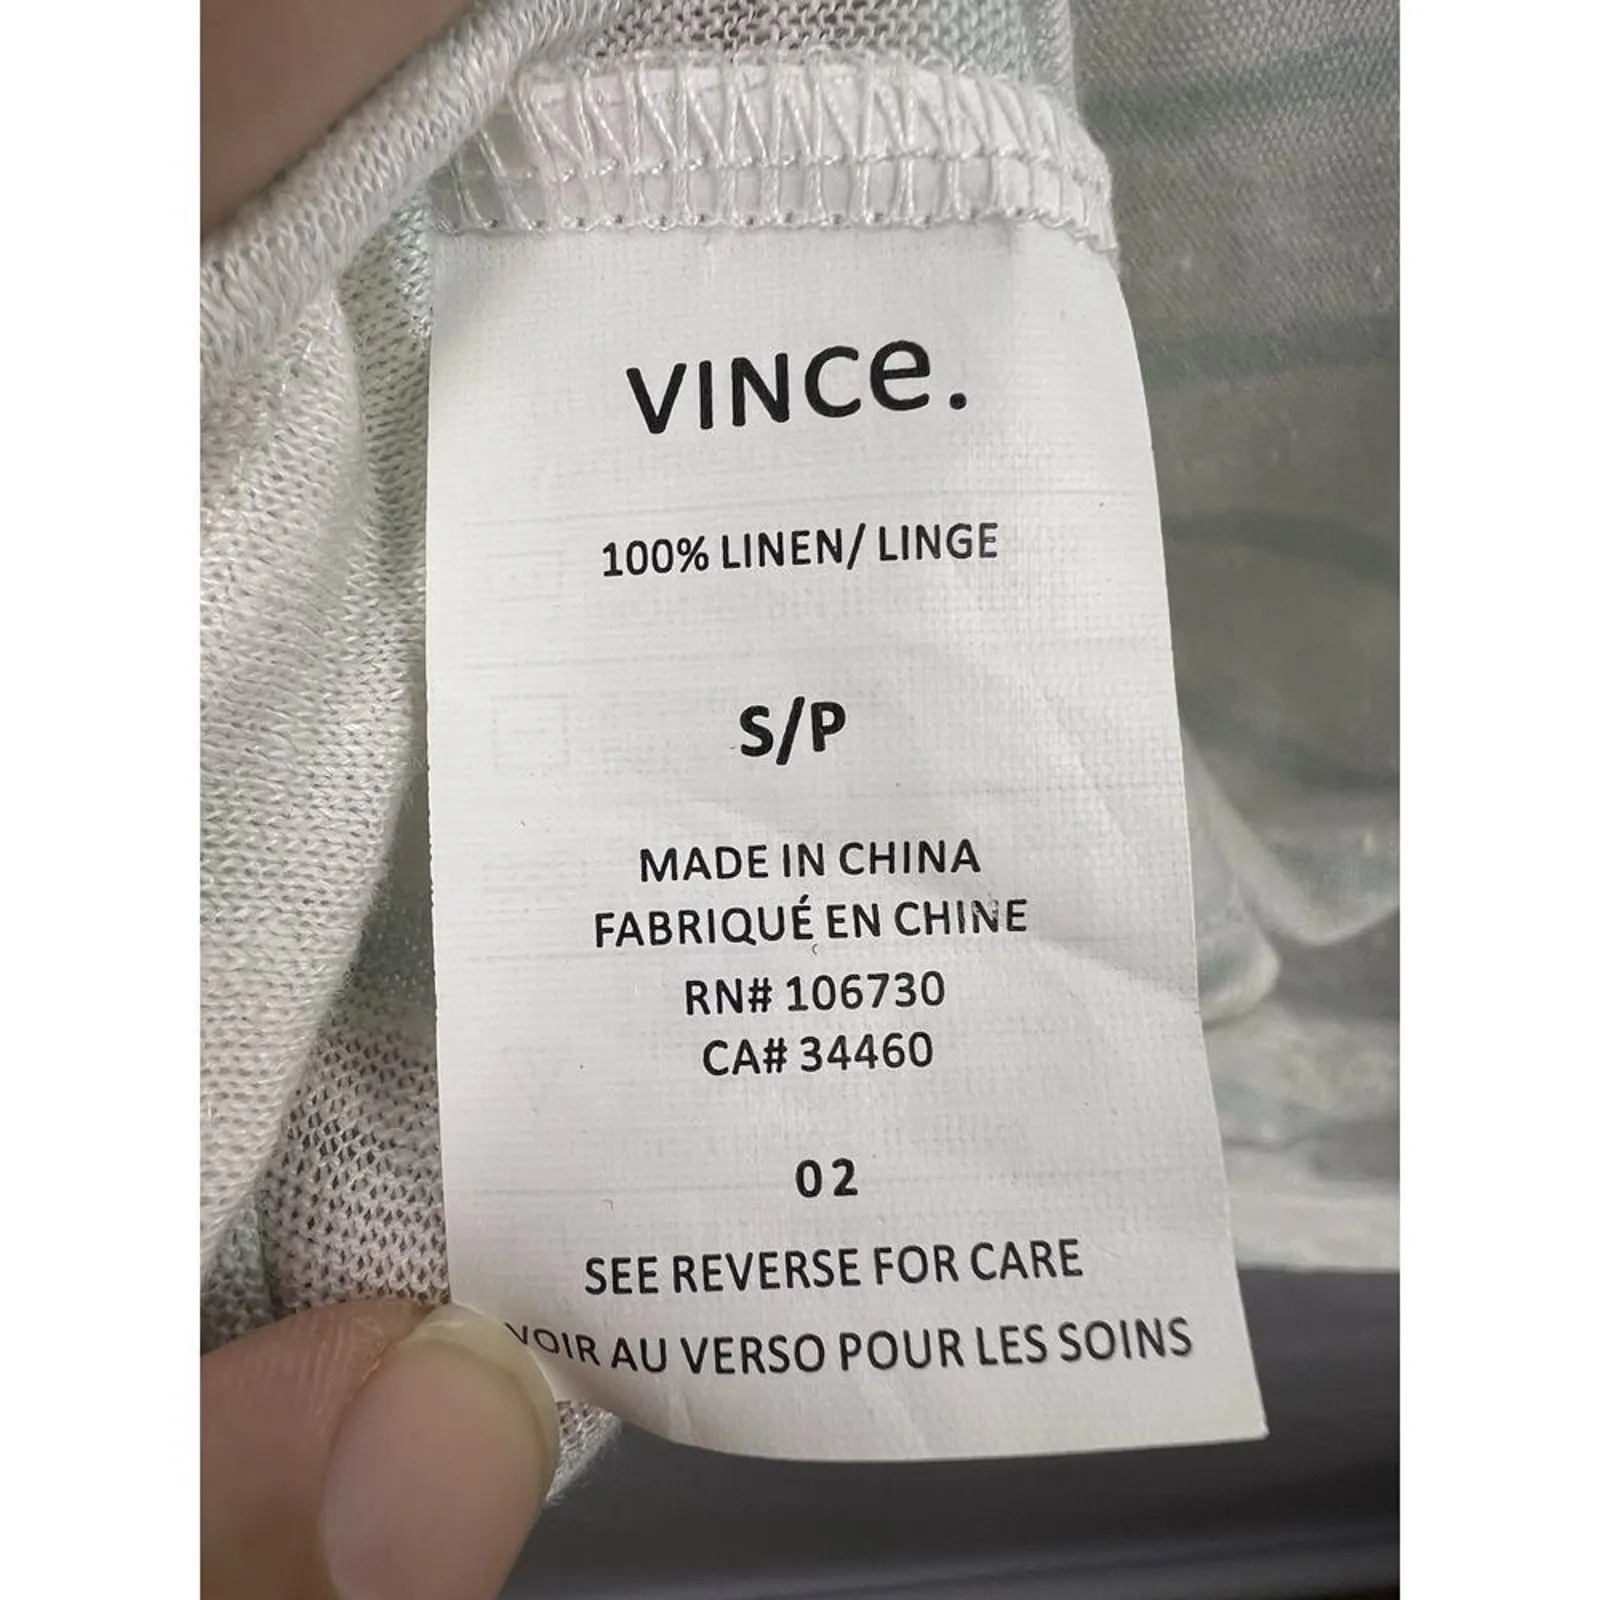 VINCe.
100% LINEN/ LINGE
S/P
MADE IN CHINA
FABRIQUÉ EN CHINE
RN# 106730
CA# 34460
02
SEE REVERSE FOR CARE
VOIR AU VERSO POUR LES SOINS